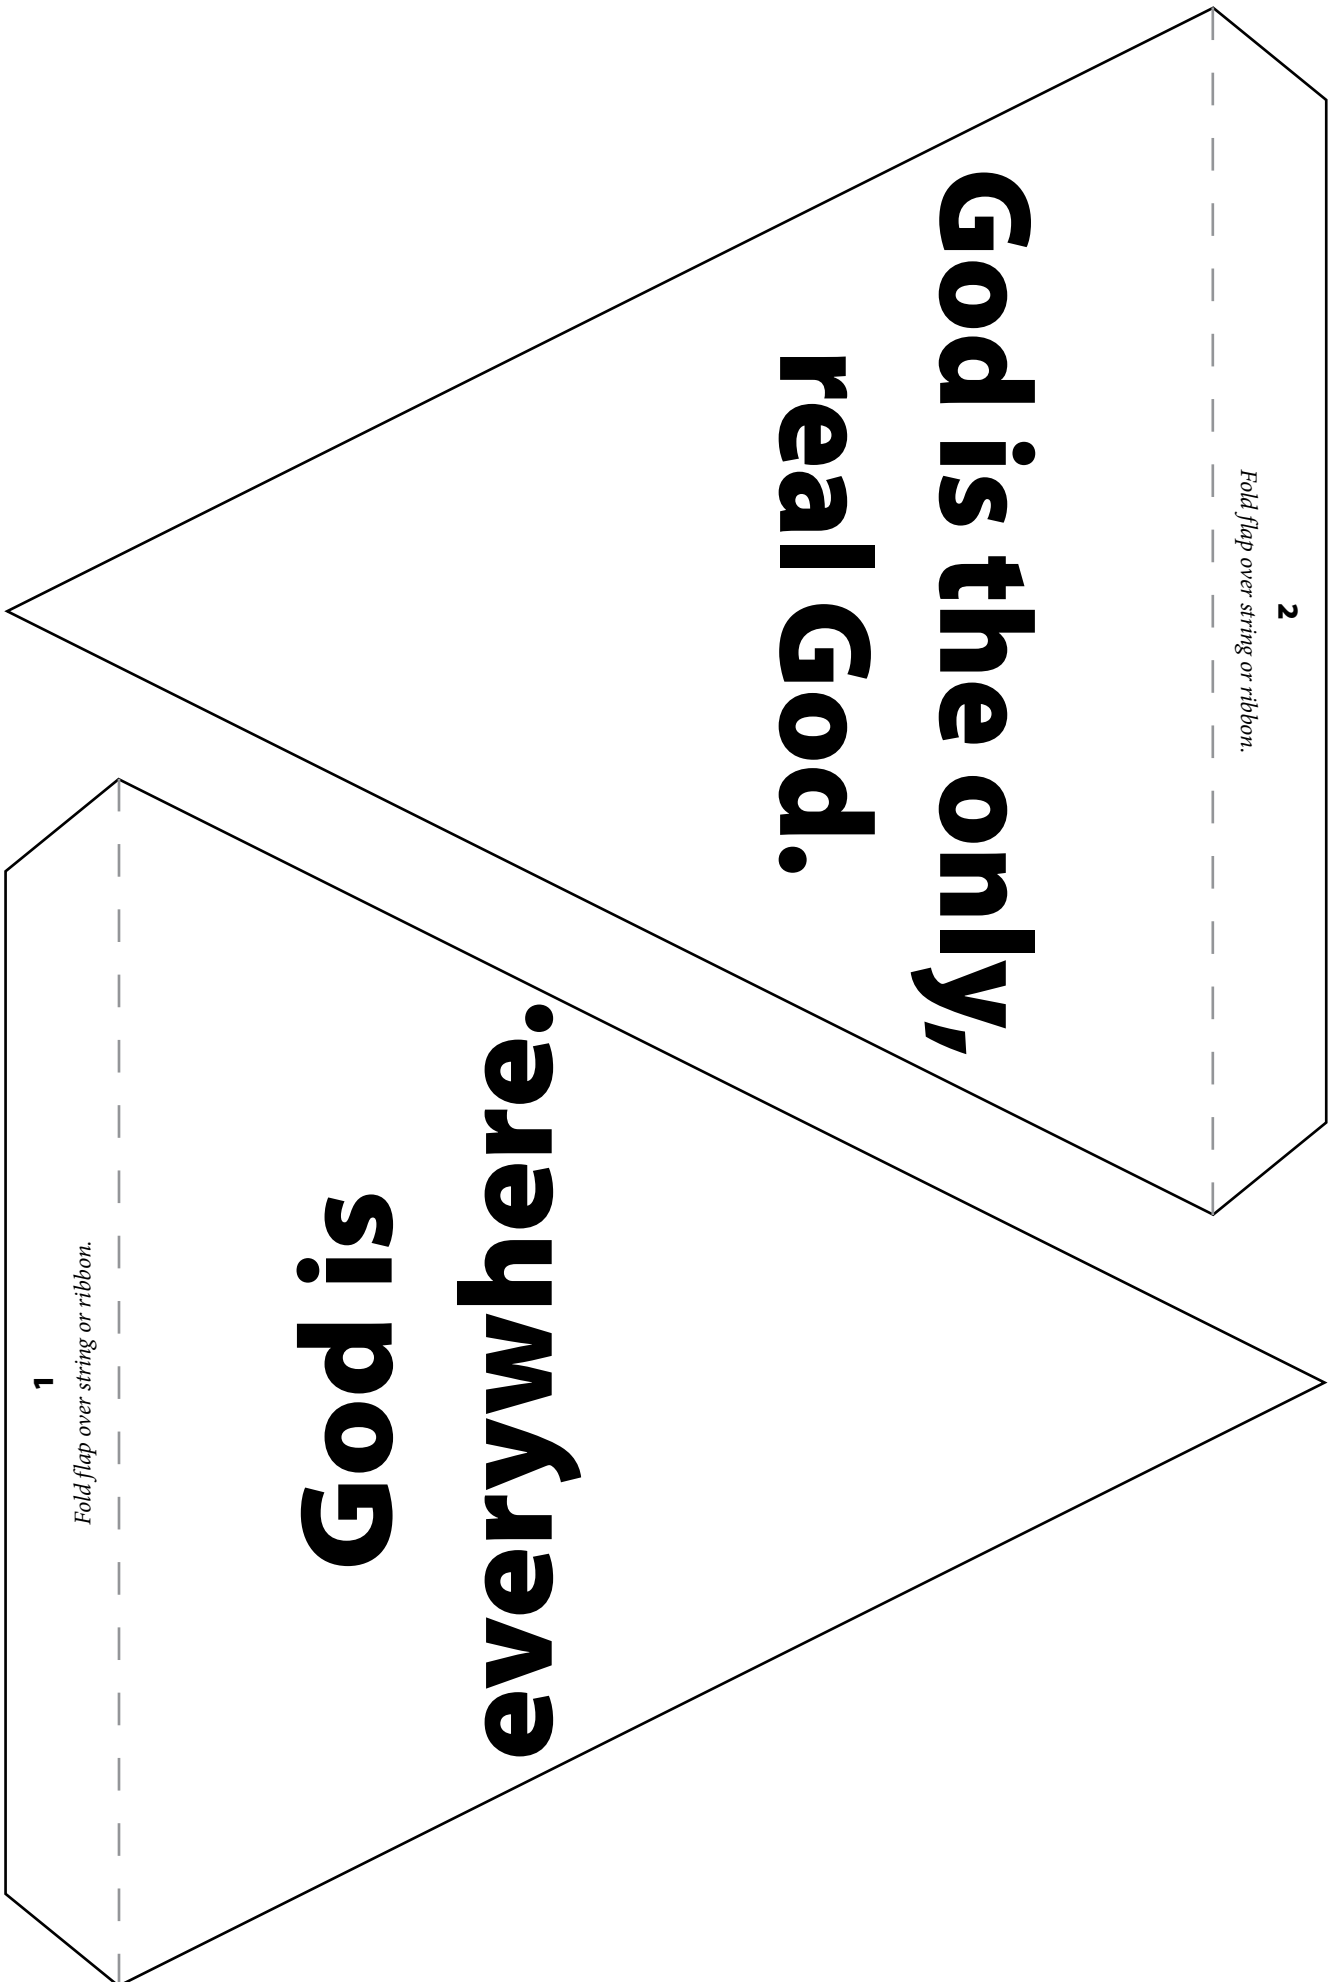 1
Fold flap over string or ribbon.
God is
everywhere.
2
Fold flap over string or ribbon.
God is the only,
real God.